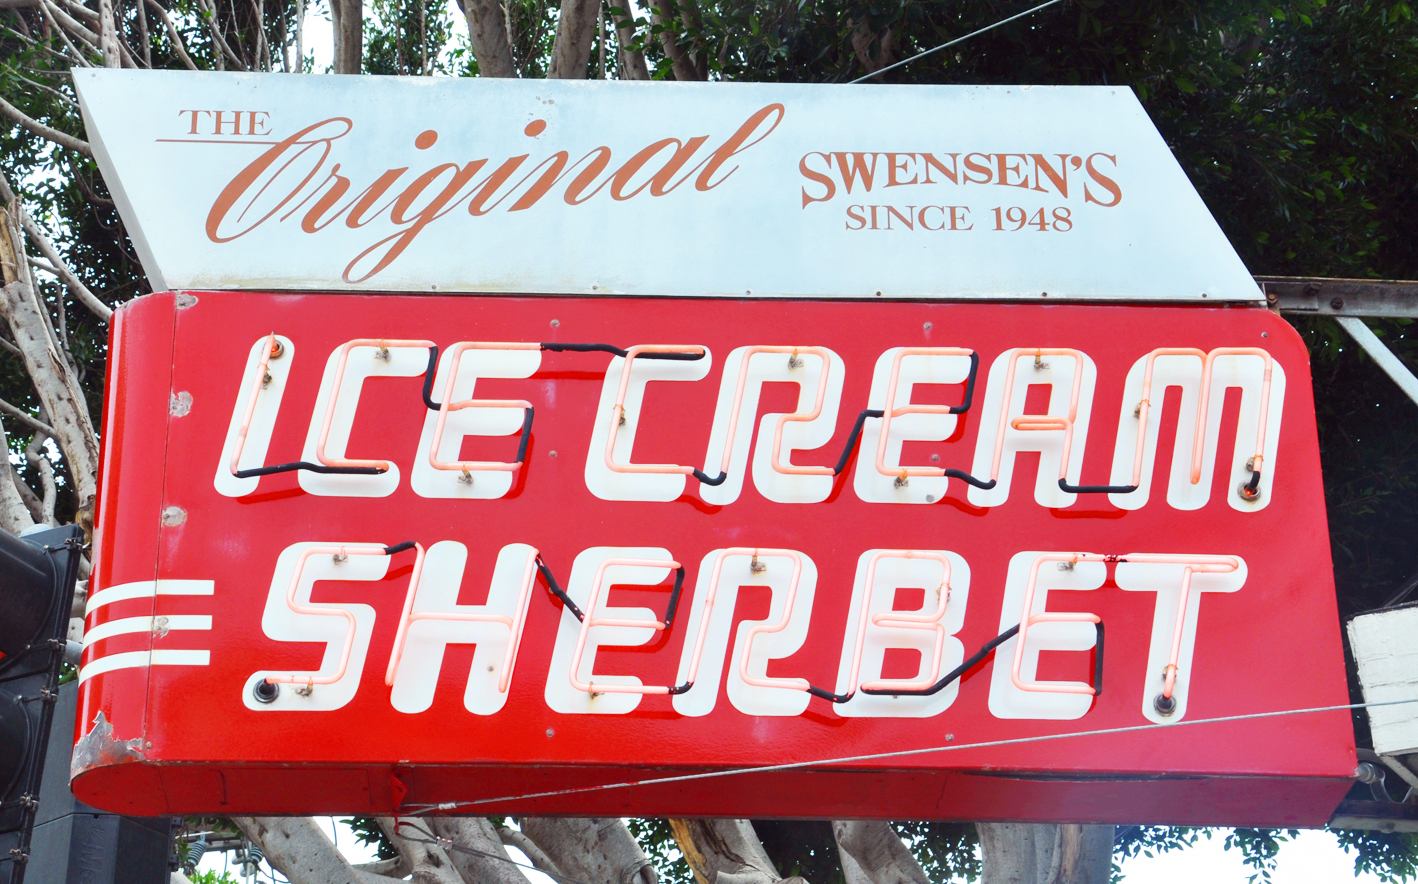 THE Original
SWENSEN'S
SINCE 1948
ICE CREAM
SHERBET